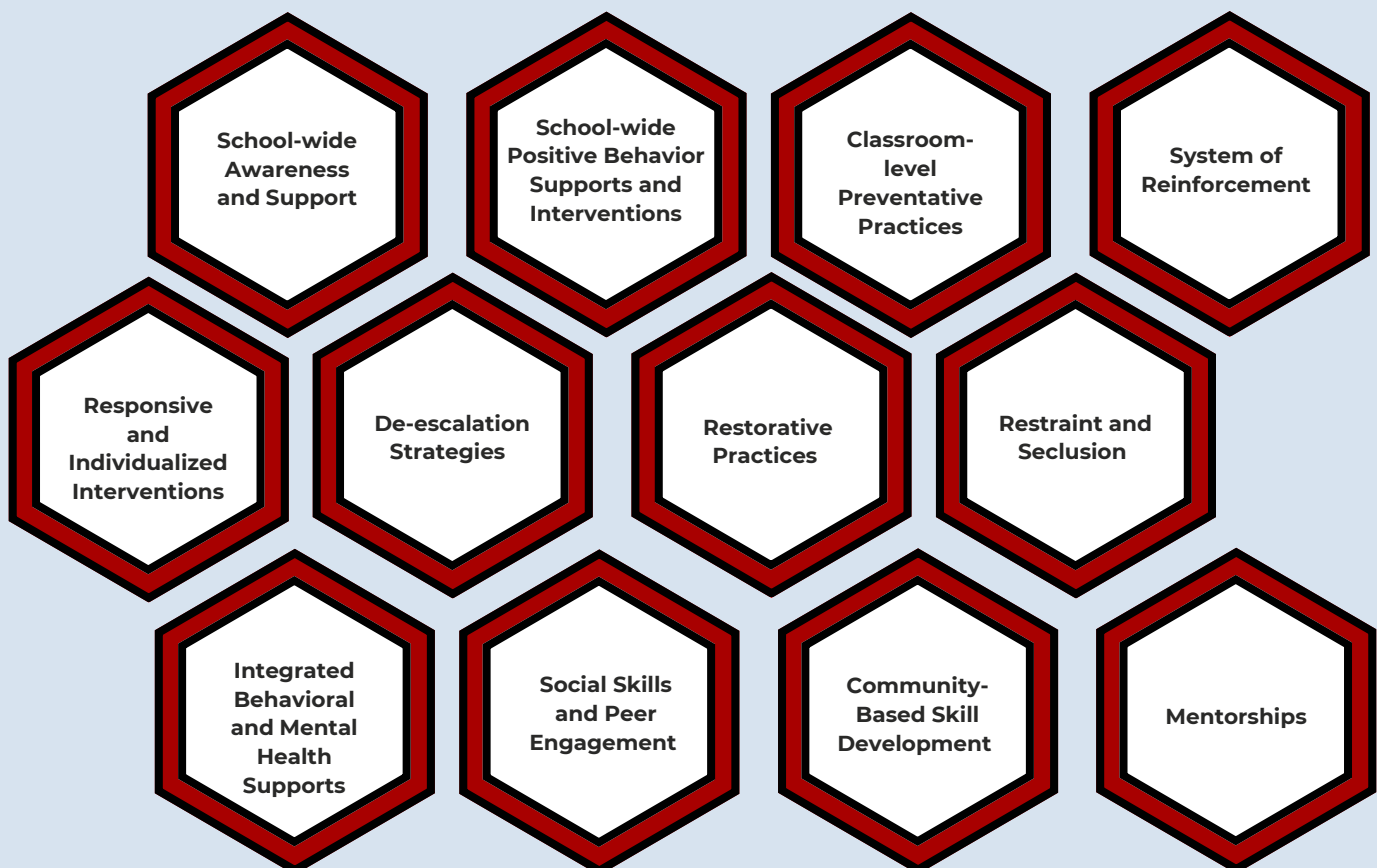 School-wide
Awareness
and Support
School-wide
Positive Behavior
Supports and
Interventions
Classroom-
level
Preventative
Practices
System of
Reinforcement
Responsive
and
Individualized
Interventions
De-escalation
Strategies
Restorative
Practices
Restraint and
Seclusion
Integrated
Behavioral
and Mental
Health
Supports
Social Skills
and Peer
Engagement
Community-
Based Skill
Development
Mentorships